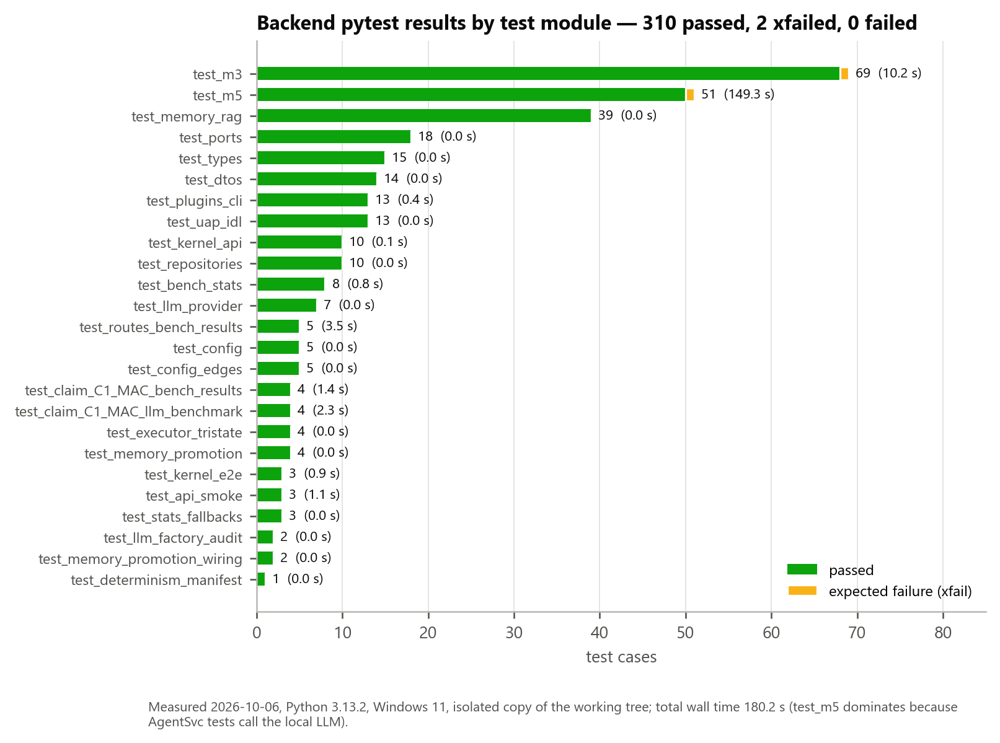 Backend pytest results by test module — 310 passed, 2 xfailed, 0 failed
test_m3 69 (10.2 s)
test_m5 51 (149.3 s)
test_memory_rag 39 (0.0 s)
test_ports 18 (0.0 s)
test_types 15 (0.0 s)
test_dtos 14 (0.0 s)
test_plugins_cli 13 (0.4 s)
test_uap_idl 13 (0.0 s)
test_kernel_api 10 (0.1 s)
test_repositories 10 (0.0 s)
test_bench_stats 8 (0.8 s)
test_llm_provider 7 (0.0 s)
test_routes_bench_results 5 (3.5 s)
test_config 5 (0.0 s)
test_config_edges 5 (0.0 s)
test_claim_C1_MAC_bench_results 4 (1.4 s)
test_claim_C1_MAC_llm_benchmark 4 (2.3 s)
test_executor_tristate 4 (0.0 s)
test_memory_promotion 4 (0.0 s)
test_kernel_e2e 3 (0.9 s)
test_api_smoke 3 (1.1 s)
test_stats_fallbacks 3 (0.0 s)
test_llm_factory_audit 2 (0.0 s)
test_memory_promotion_wiring 2 (0.0 s)
test_determinism_manifest 1 (0.0 s)
passed
expected failure (xfail)
0 10 20 30 40 50 60 70 80
test cases
Measured 2026-10-06, Python 3.13.2, Windows 11, isolated copy of the working tree; total wall time 180.2 s (test_m5 dominates because
AgentSvc tests call the local LLM).